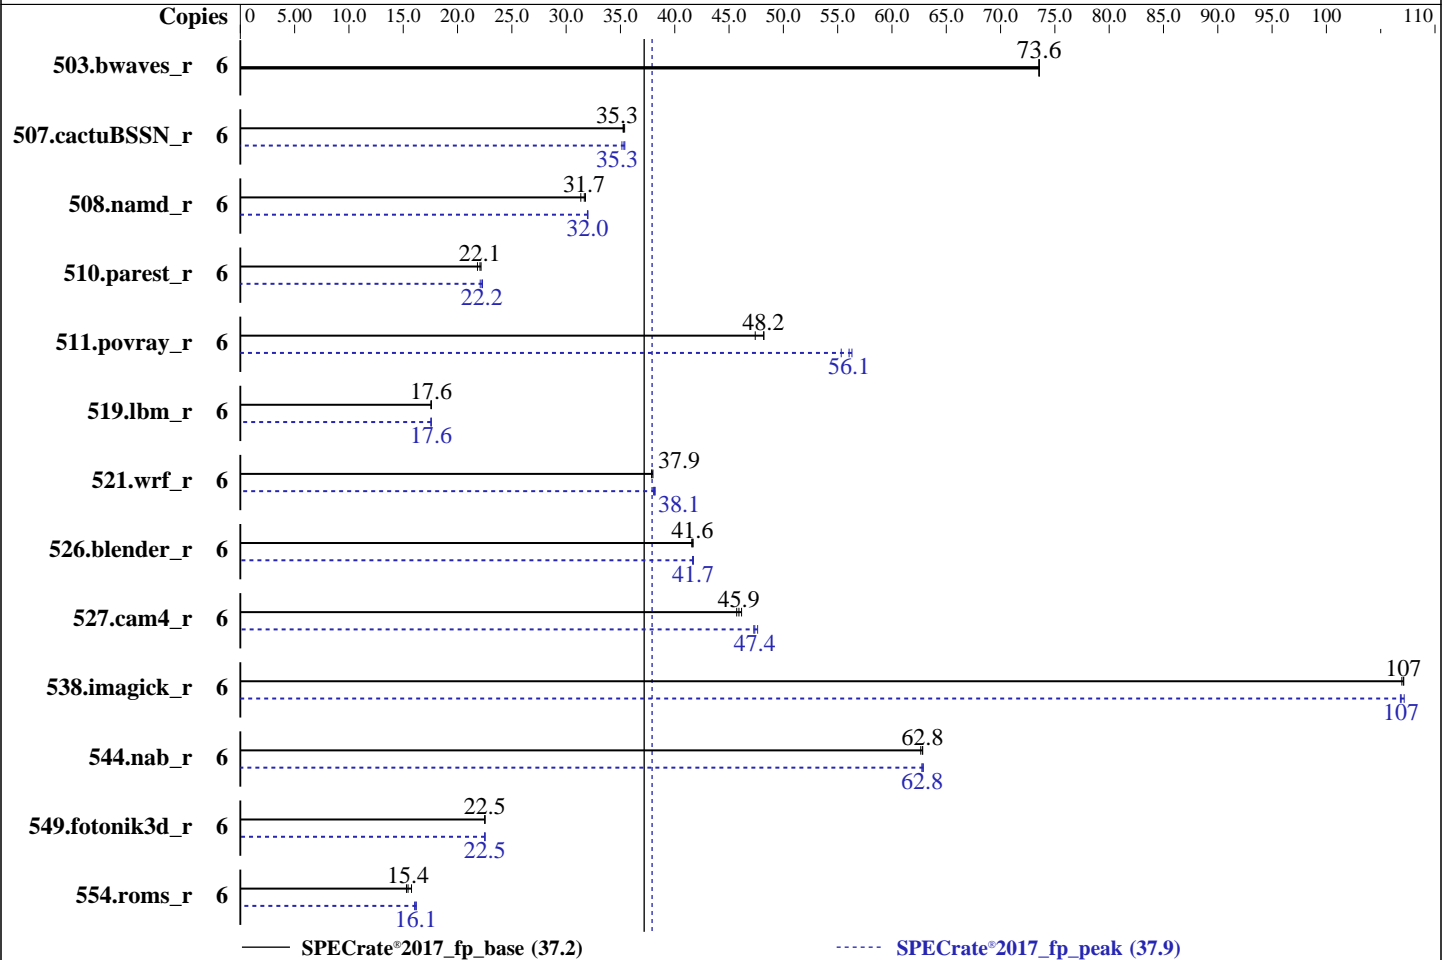 Copies 0 5.00 10.0 15.0 20.0 25.0 30.0 35.0 40.0 45.0 50.0 55.0 60.0 65.0 70.0 75.0 80.0 85.0 90.0 95.0 100 110
73.6
503.bwaves_r 6
35.3
507.cactuBSSN_r 6
35.3
31.7
508.namd_r 6
32.0
22.1
510.parest_r 6
22.2
48.2
511.povray_r 6
56.1
17.6
519.lbm_r 6
17.6
37.9
521.wrf_r 6
38.1
41.6
526.blender_r 6
41.7
45.9
527.cam4_r 6
47.4
107
538.imagick_r 6
107
62.8
544.nab_r 6
62.8
22.5
549.fotonik3d_r 6
22.5
15.4
554.roms_r 6
16.1
SPECrate®2017_fp_base (37.2) SPECrate®2017_fp_peak (37.9)